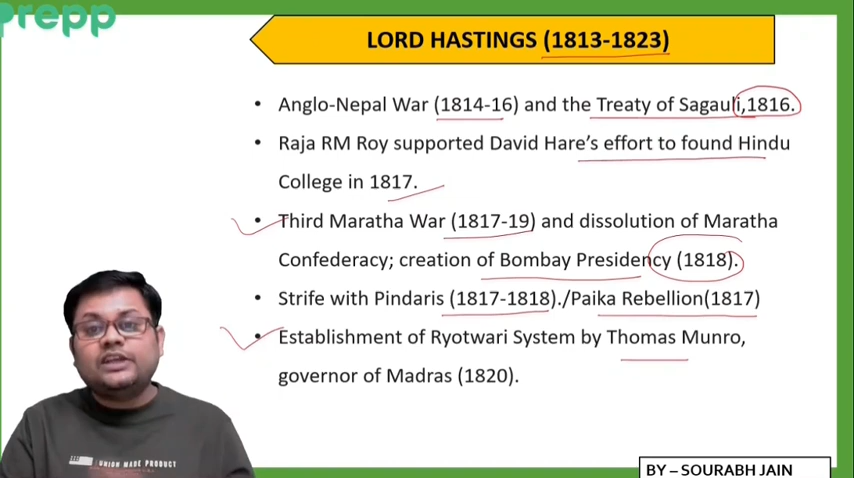 Prepp
LORD HASTINGS (1813-1823)
• Anglo-Nepal War (1814-16) and the Treaty of Sagauli,1816.
• Raja RM Roy supported David Hare's effort to found Hindu
College in 1817.
• Third Maratha War (1817-19) and dissolution of Maratha
Confederacy; creation of Bombay Presidency (1818).
• Strife with Pindaris (1817-1818)./Paika Rebellion(1817)
• Establishment of Ryotwari System by Thomas Munro,
governor of Madras (1820).
UNION MADE PRODUCT
BY – SOURABH JAIN